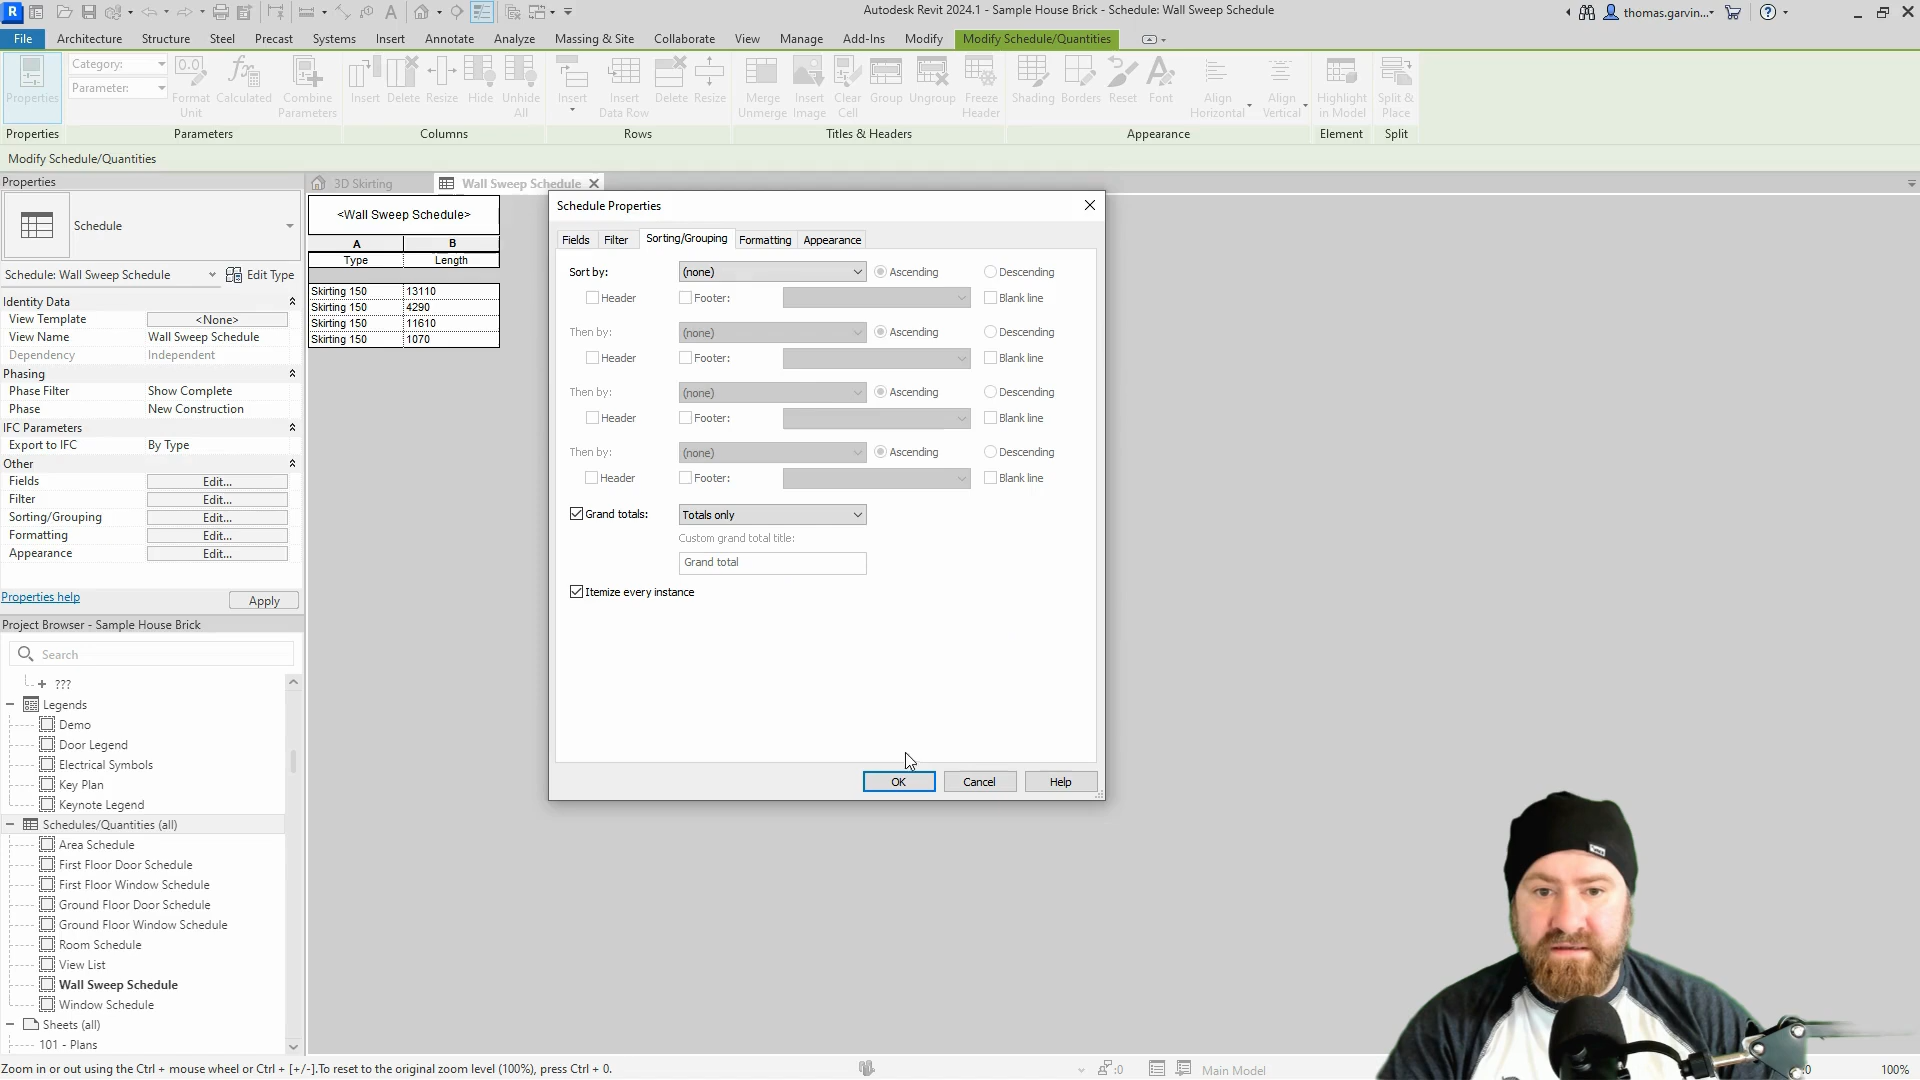 Autodesk Revit 2024.1 - Sample House Brick - Schedule: Wall Sweep Schedule
thomas.garvin...
File Architecture Structure Steel Precast Systems Insert Annotate Analyze Massing & Site Collaborate View Manage Add-Ins Modify Modify Schedule/Quantities
Properties
Category:
Parameter:
Format Unit
Calculated
Combine Parameters
Insert
Delete
Resize
Hide
Unhide All
Insert
Insert Data Row
Delete
Resize
Merge Unmerge
Insert Image
Clear Cell
Group
Ungroup
Freeze Header
Shading
Borders
Reset
Font
Align Horizontal
Align Vertical
Highlight in Model
Split & Place
Properties Parameters Columns Rows Titles & Headers Appearance Element Split
Modify Schedule/Quantities
Properties
Schedule
Schedule: Wall Sweep Schedule
Edit Type
Identity Data
View Template <None>
View Name Wall Sweep Schedule
Dependency Independent
Phasing
Phase Filter Show Complete
Phase New Construction
IFC Parameters
Export to IFC By Type
Other
Fields Edit...
Filter Edit...
Sorting/Grouping Edit...
Formatting Edit...
Appearance Edit...
Properties help
Apply
Project Browser - Sample House Brick
Search
???
Legends
Demo
Door Legend
Electrical Symbols
Key Plan
Keynote Legend
Schedules/Quantities (all)
Area Schedule
First Floor Door Schedule
First Floor Window Schedule
Ground Floor Door Schedule
Ground Floor Window Schedule
Room Schedule
View List
Wall Sweep Schedule
Window Schedule
Sheets (all)
101 - Plans
3D Skirting
Wall Sweep Schedule
<Wall Sweep Schedule>
A B
Type Length
Skirting 150 13110
Skirting 150 4290
Skirting 150 11610
Skirting 150 1070
Schedule Properties
Fields Filter Sorting/Grouping Formatting Appearance
Sort by: (none) Ascending Descending
Header Footer: Blank line
Then by: (none) Ascending Descending
Header Footer: Blank line
Then by: (none) Ascending Descending
Header Footer: Blank line
Then by: (none) Ascending Descending
Header Footer: Blank line
Grand totals: Totals only
Custom grand total title:
Grand total
Itemize every instance
OK Cancel Help
Zoom in or out using the Ctrl + mouse wheel or Ctrl + [+/-].To reset to the original zoom level (100%), press Ctrl + 0.
:0
Main Model
:0
100%